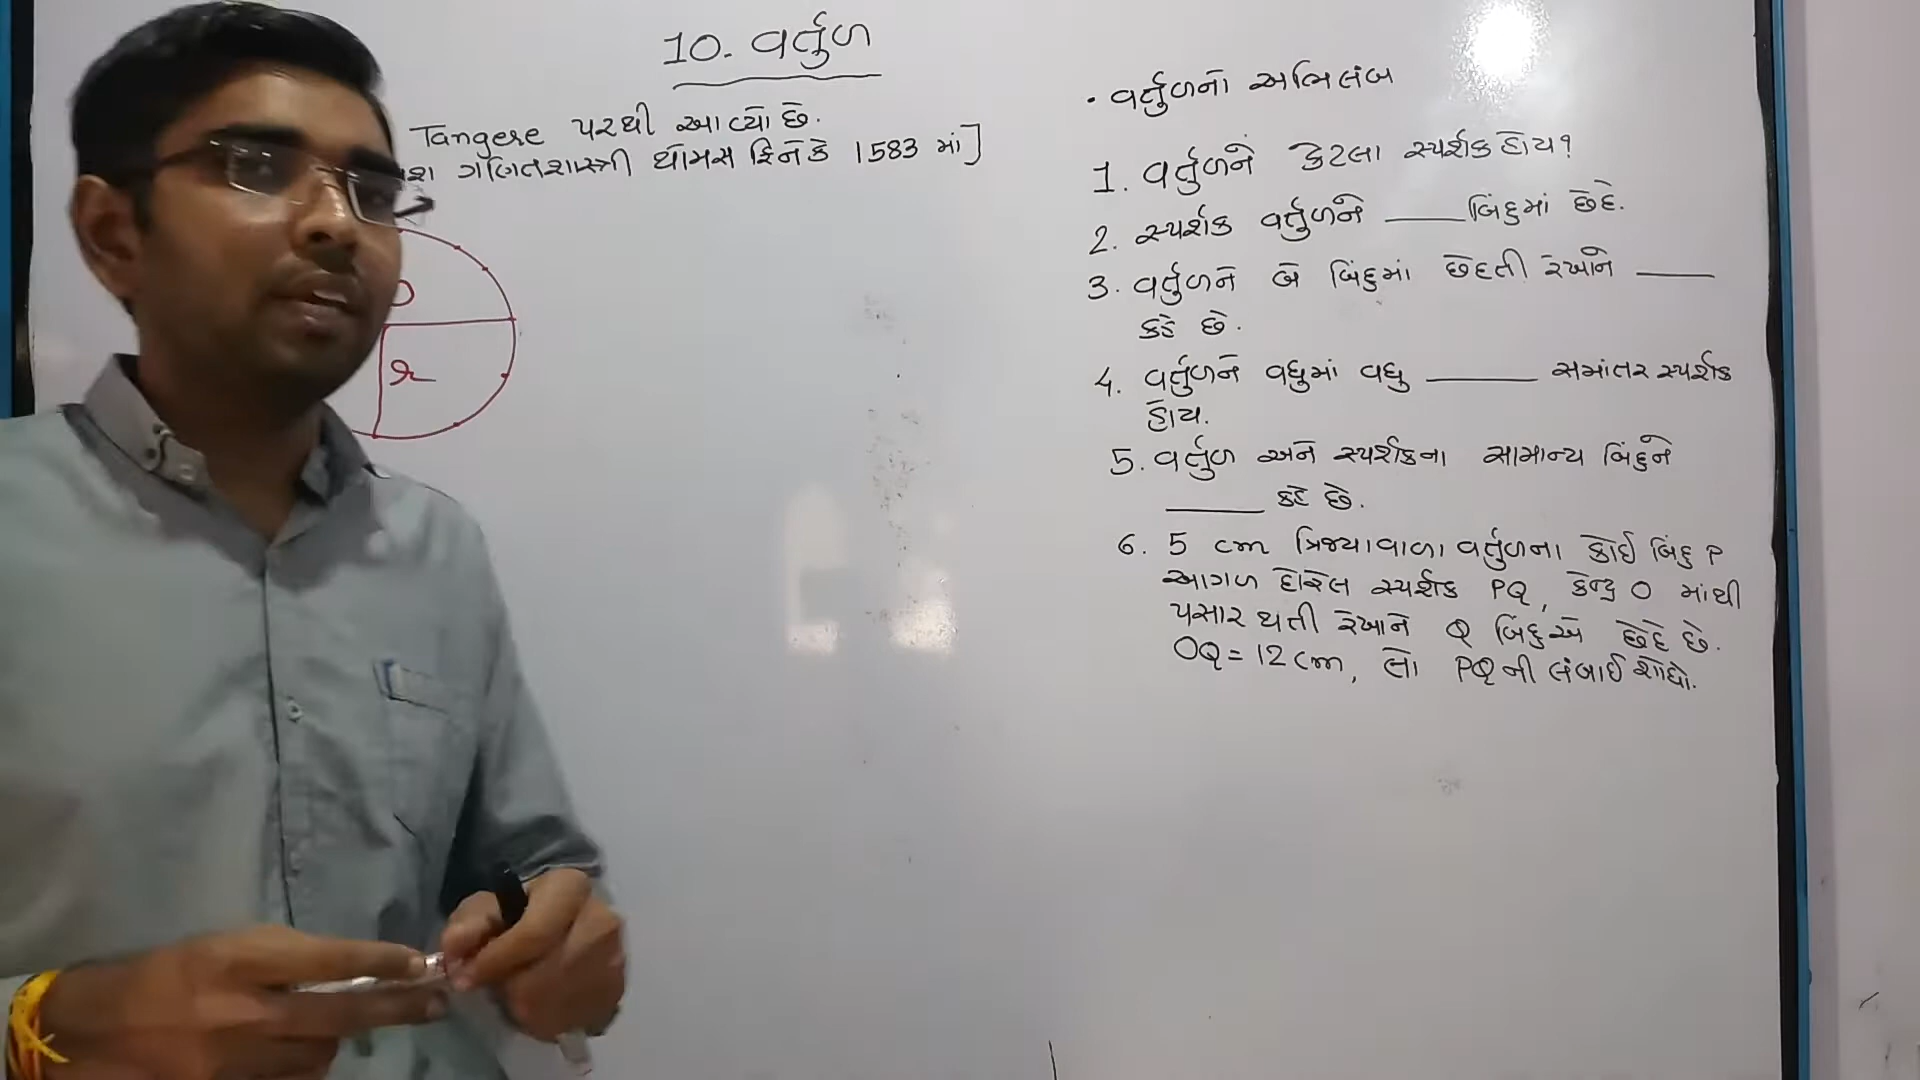 10. વર્તુળ
Tangere પરથી આવ્યો છે.
ગણિતશાસ્ત્રી થોમસ ફિનકે 1583 માં]
r
• વર્તુળનો અભિલંબ
1. વર્તુળને કેટલા સ્પર્શક હોય?
2. સ્પર્શક વર્તુળને ____ બિંદુમાં છેદે.
3. વર્તુળને બે બિંદુમાં છેદતી રેખાને ____
કહે છે.
4. વર્તુળને વધુમાં વધુ ____ સમાંતર સ્પર્શક
હોય.
5. વર્તુળ અને સ્પર્શકના સામાન્ય બિંદુને
____ કહે છે.
6. 5 cm ત્રિજ્યાવાળા વર્તુળના કોઈ બિંદુ P
આગળ દોરેલ સ્પર્શક PQ, કેન્દ્ર O માંથી
પસાર થતી રેખાને Q બિંદુએ છેદે છે.
OQ = 12 cm, તો PQ ની લંબાઈ શોધો.